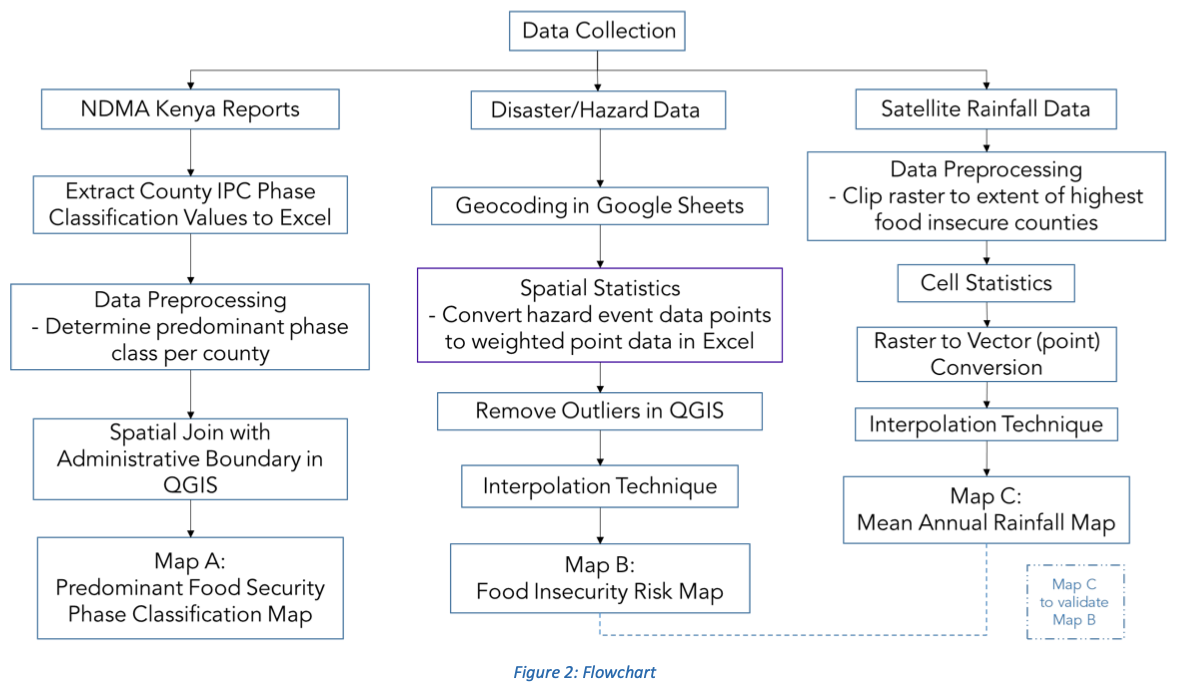 Data Collection
NDMA Kenya Reports
Extract County IPC Phase
Classification Values to Excel
Data Preprocessing
- Determine predominant phase
class per county
Spatial Join with
Administrative Boundary in
QGIS
Map A:
Predominant Food Security
Phase Classification Map
Disaster/Hazard Data
Geocoding in Google Sheets
Spatial Statistics
- Convert hazard event data points
to weighted point data in Excel
Remove Outliers in QGIS
Interpolation Technique
Map B:
Food Insecurity Risk Map
Satellite Rainfall Data
Data Preprocessing
- Clip raster to extent of highest
food insecure counties
Cell Statistics
Raster to Vector (point)
Conversion
Interpolation Technique
Map C:
Mean Annual Rainfall Map
Map C
to validate
Map B
Figure 2: Flowchart